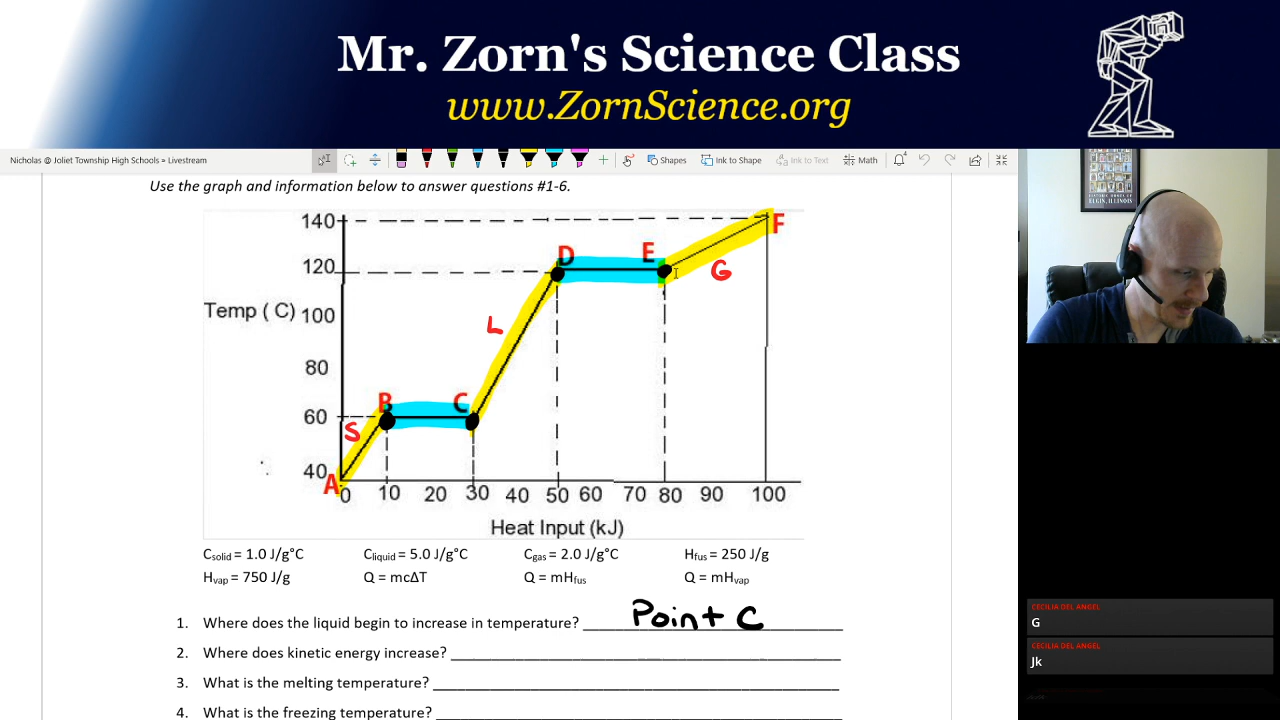 Mr. Zorn's Science Class
www.ZornScience.org
Nicholas @ Joliet Township High Schools » Livestream
Shapes
Ink to Shape
Ink to Text
Math
Use the graph and information below to answer questions #1-6.
140
F
D
E
120
G
Temp ( C) 100
L
80
B
C
60
S
40
A
0 10 20 30 40 50 60 70 80 90 100
Heat Input (kJ)
Csolid = 1.0 J/g°C Cliquid = 5.0 J/g°C Cgas = 2.0 J/g°C Hfus = 250 J/g
Hvap = 750 J/g Q = mcΔT Q = mHfus Q = mHvap
1. Where does the liquid begin to increase in temperature? Point C
2. Where does kinetic energy increase?
3. What is the melting temperature?
4. What is the freezing temperature?
ELGIN, ILLINOIS
CECILIA DEL ANGEL
G
CECILIA DEL ANGEL
Jk